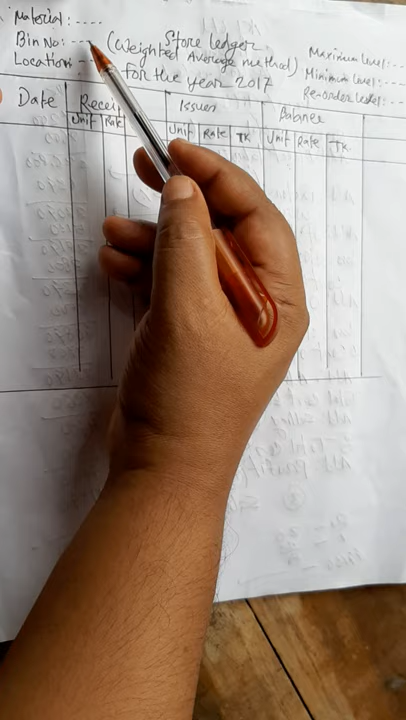 Material: ----
Bin No: --- Store ledger
(Weighted Average method) Maximum level: --
Location -- for the year 2017 Minimum level: --
Re-order level: --
Date Receip Issues Balance
Unit Rate Unit Rate TK Unit Rate TK.